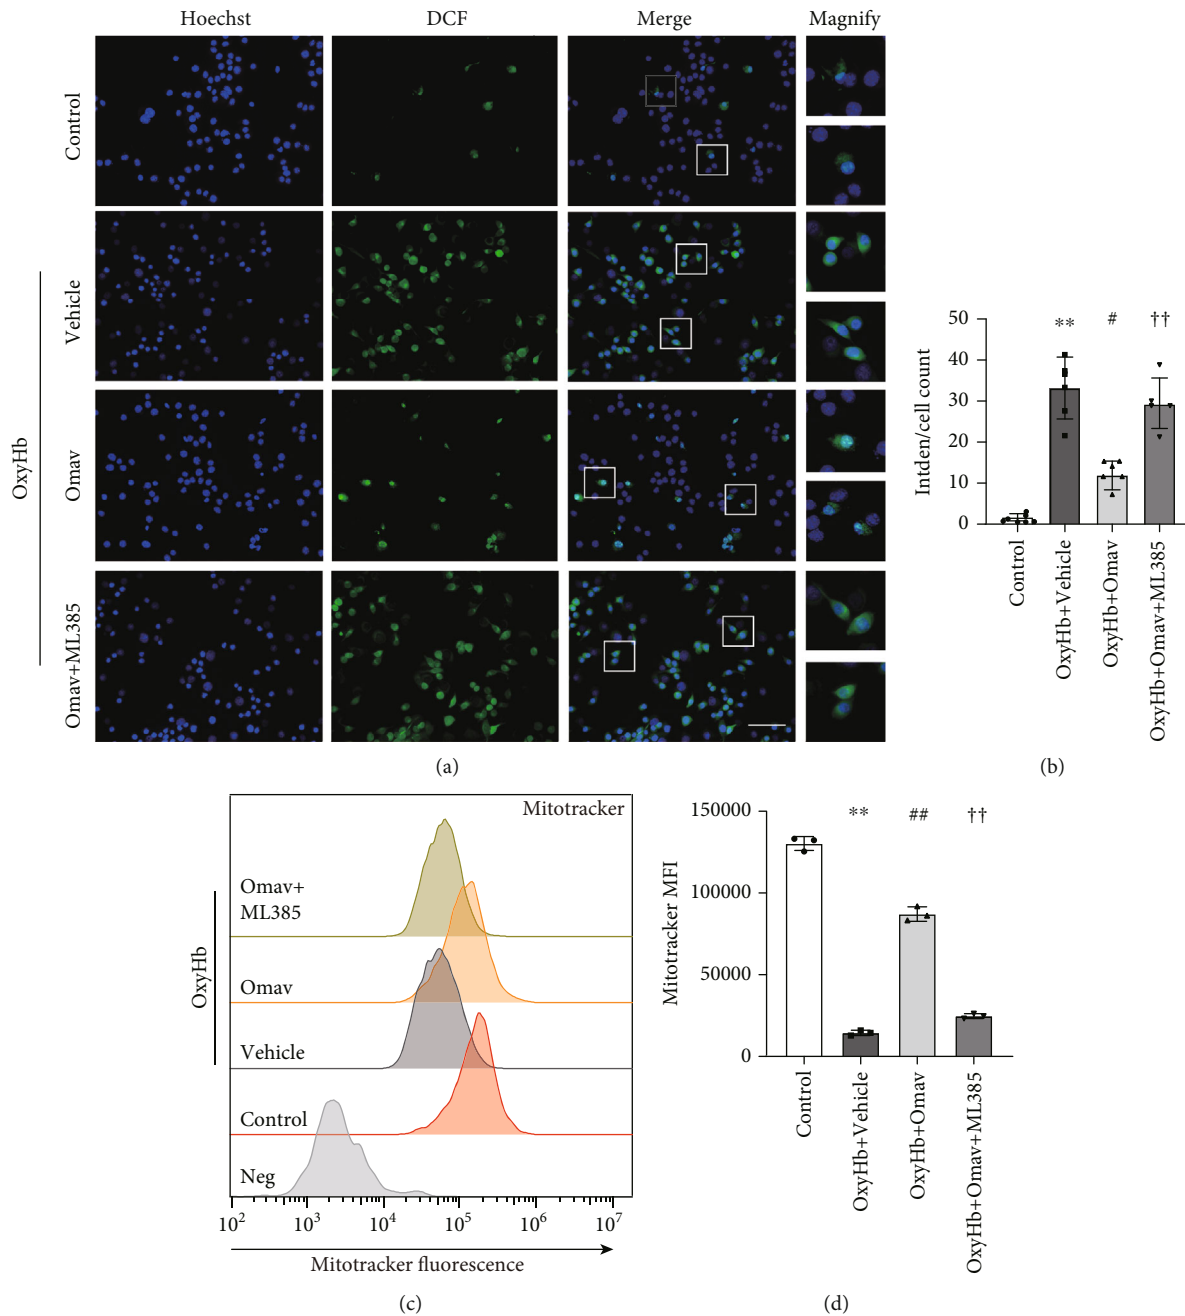 Hoechst DCF Merge Magnify
Control
Vehicle
Omav
Omav+ML385
OxyHb
(a)
Intden/cell count
50
40
30
20
10
0
** # ††
Control
OxyHb+Vehicle
OxyHb+Omav
OxyHb+Omav+ML385
(b)
Mitotracker
Omav+
ML385
Omav
Vehicle
Control
Neg
OxyHb
10² 10³ 10⁴ 10⁵ 10⁶ 10⁷
Mitotracker fluorescence
(c)
Mitotracker MFI
150000
100000
50000
0
** ## ††
Control
OxyHb+Vehicle
OxyHb+Omav
OxyHb+Omav+ML385
(d)